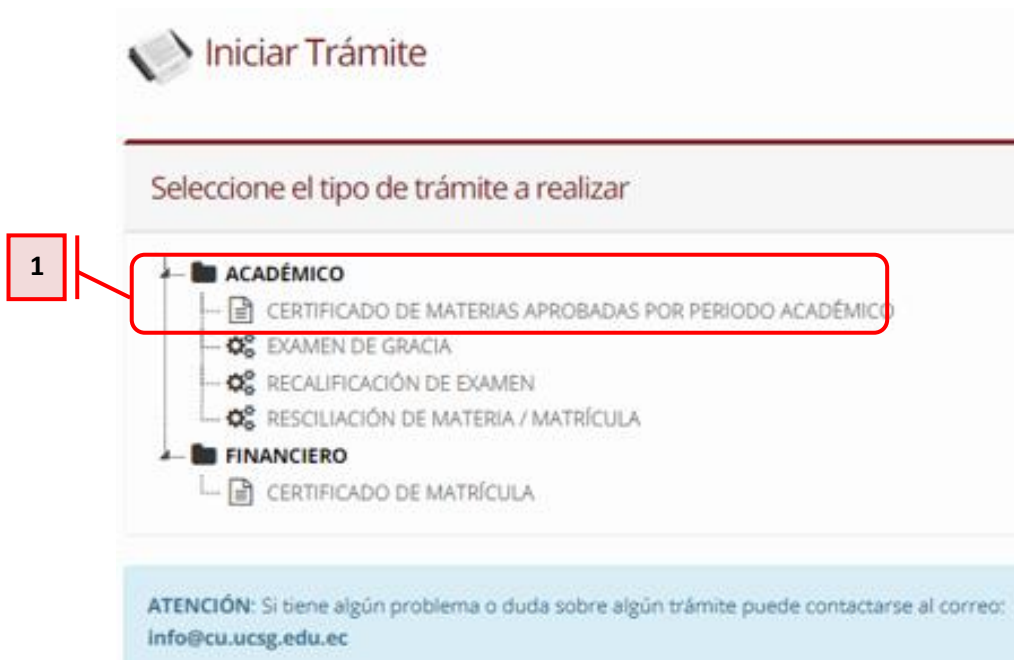 Iniciar Trámite
Seleccione el tipo de trámite a realizar
1
ACADÉMICO
CERTIFICADO DE MATERIAS APROBADAS POR PERIODO ACADÉMICO
EXAMEN DE GRACIA
RECALIFICACIÓN DE EXAMEN
RESCILIACIÓN DE MATERIA / MATRÍCULA
FINANCIERO
CERTIFICADO DE MATRÍCULA
ATENCIÓN: Si tiene algún problema o duda sobre algún trámite puede contactarse al correo:
info@cu.ucsg.edu.ec